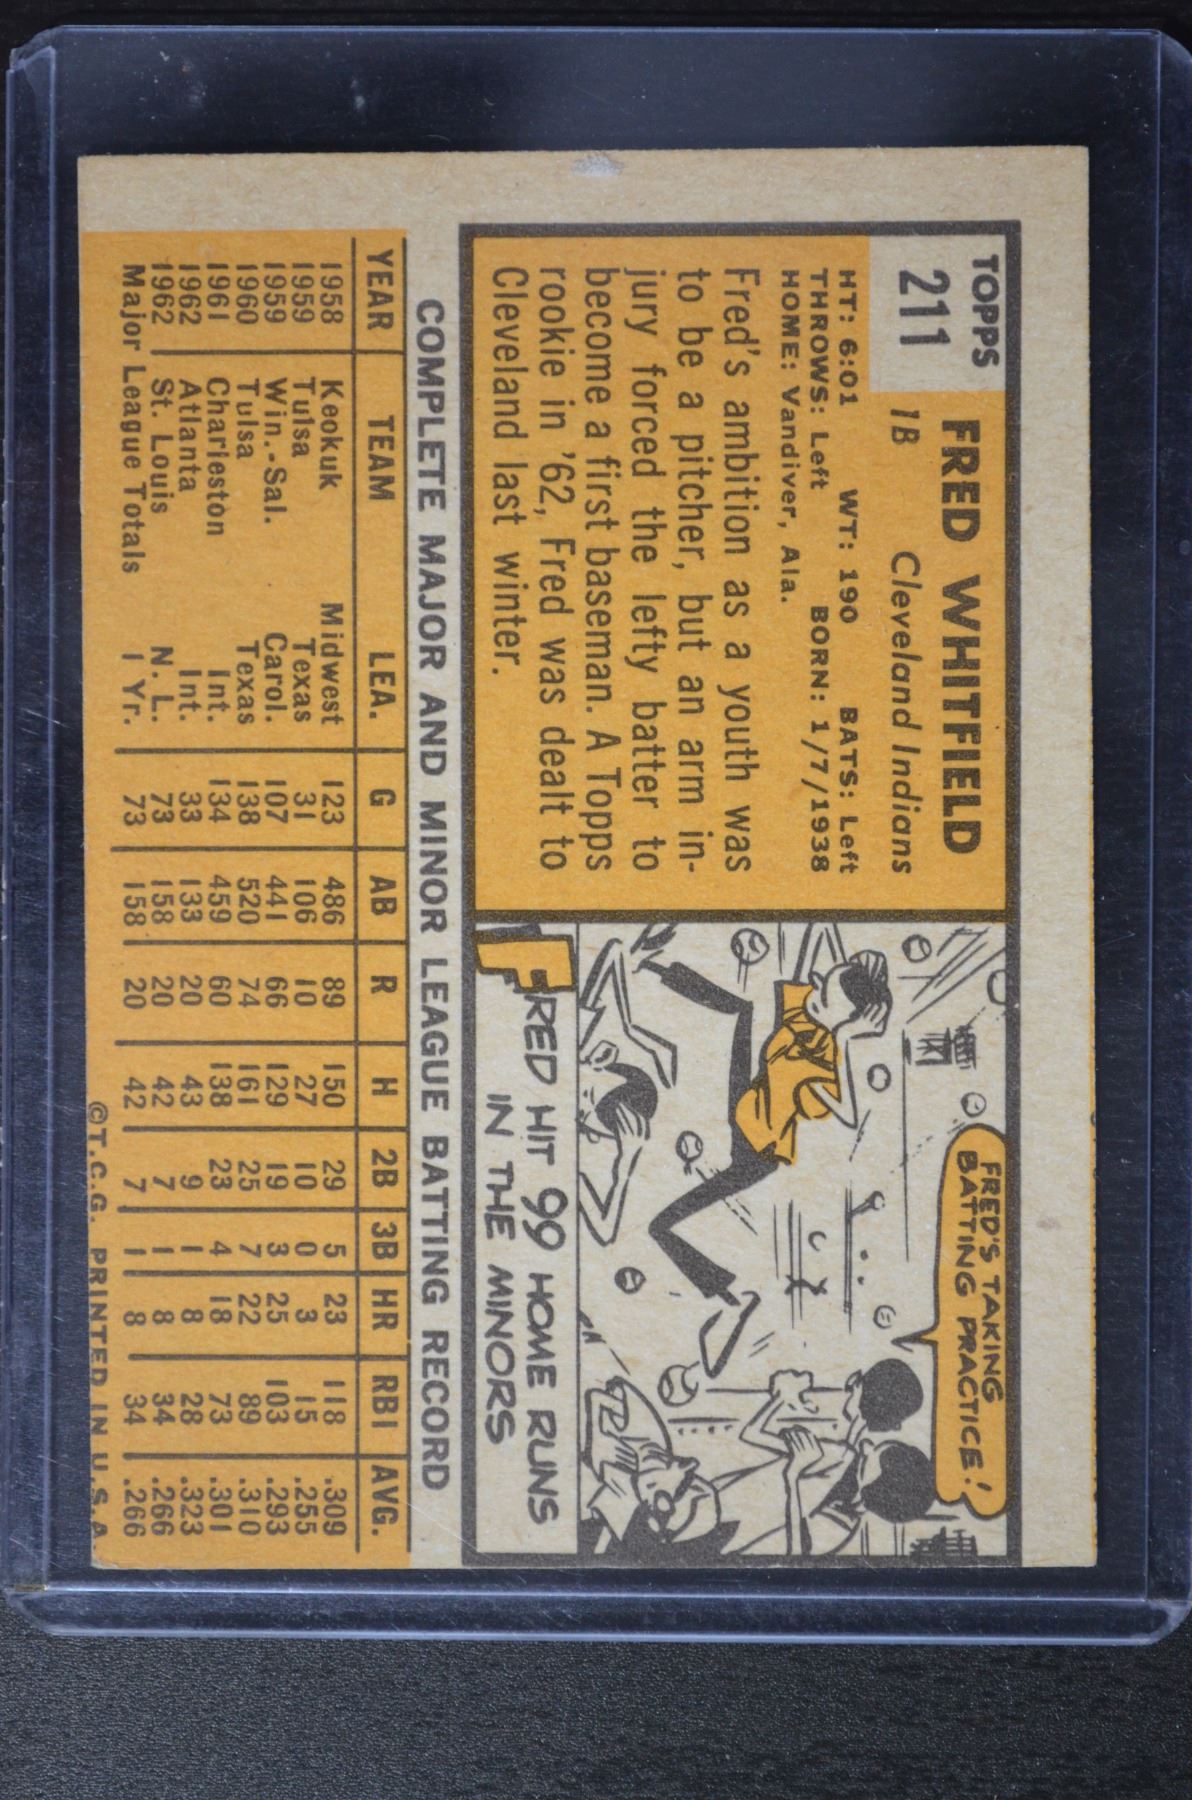 TOPPS
211
FRED WHITFIELD
1B Cleveland Indians
HT: 6:01 WT: 190 BATS: Left
THROWS: Left BORN: 1/7/1938
HOME: Vandiver, Ala.
Fred's ambition as a youth was
to be a pitcher, but an arm in-
jury forced the lefty batter to
become a first baseman. A Topps
rookie in '62, Fred was dealt to
Cleveland last winter.
FRED'S TAKING
BATTING PRACTICE!
FRED HIT 99 HOME RUNS
IN THE MINORS
COMPLETE MAJOR AND MINOR LEAGUE BATTING RECORD
YEAR TEAM LEA. G AB R H 2B 3B HR RBI AVG.
1958 Keokuk Midwest 123 486 89 150 29 5 23 118 .309
1959 Tulsa Texas 31 106 10 27 10 0 3 15 .255
1959 Win.-Sal. Carol. 107 441 66 129 19 3 25 103 .293
1960 Tulsa Texas 138 520 74 161 25 7 22 89 .310
1961 Charleston Int. 134 459 60 138 23 4 18 73 .301
1962 Atlanta Int. 33 133 20 43 9 1 8 28 .323
1962 St. Louis N.L. 73 158 20 42 7 1 8 34 .266
Major League Totals 1 Yr. 73 158 20 42 7 1 8 34 .266
©T.C.G. PRINTED IN U.S.A.